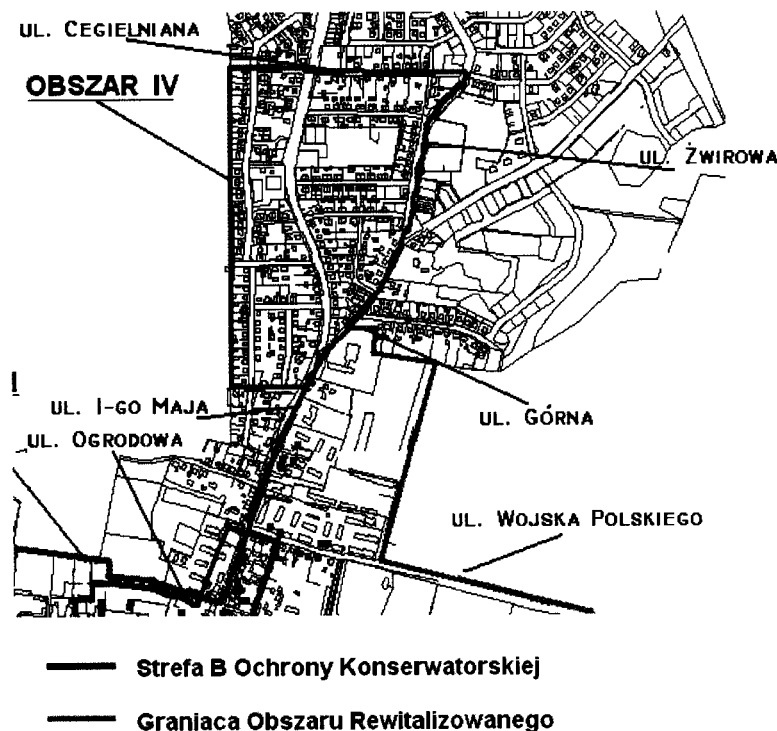 UL. CEGIELNIANA
OBSZAR IV
UL. ŻWIROWA
I
UL. I-GO MAJA
UL. GÓRNA
UL. OGRODOWA
UL. WOJSKA POLSKIEGO
Strefa B Ochrony Konserwatorskiej
Graniaca Obszaru Rewitalizowanego